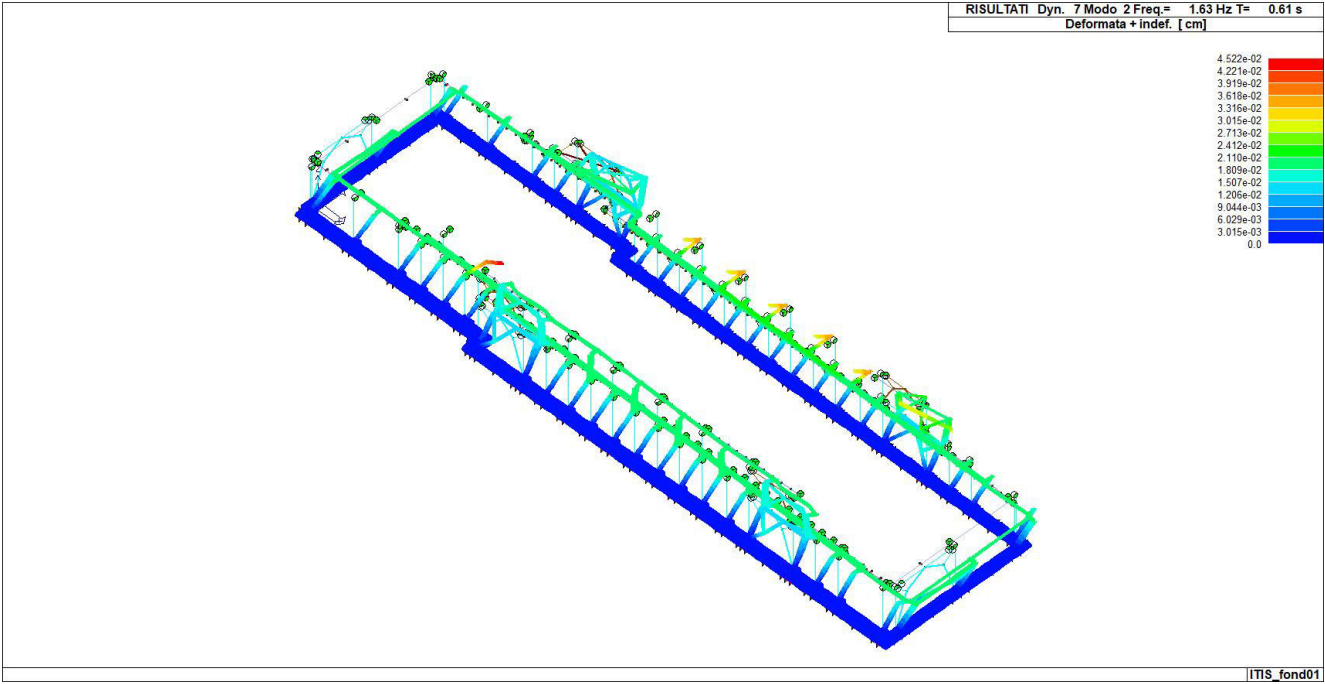 RISULTATI Dyn. 7 Modo 2 Freq.= 1.63 Hz T= 0.61 s
Deformata + indef. [ cm]
4.522e-02
4.221e-02
3.919e-02
3.618e-02
3.316e-02
3.015e-02
2.713e-02
2.412e-02
2.110e-02
1.809e-02
1.507e-02
1.206e-02
9.044e-03
6.029e-03
3.015e-03
0.0
ITIS_fond01